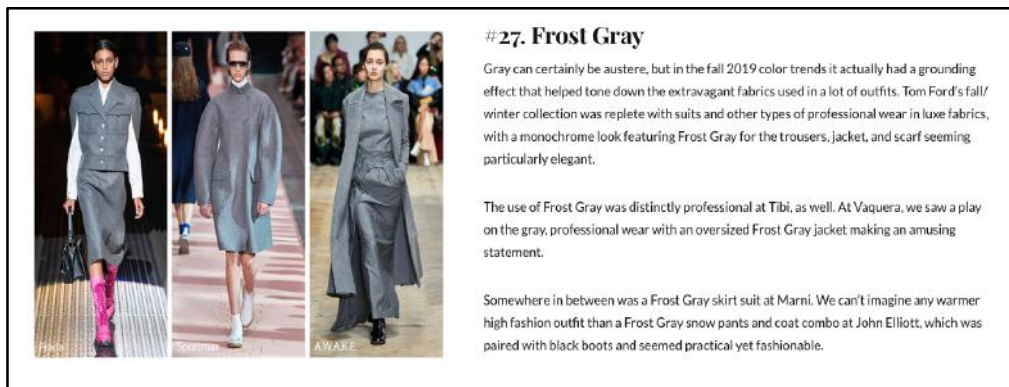 #27. Frost Gray
Gray can certainly be austere, but in the fall 2019 color trends it actually had a grounding
effect that helped tone down the extravagant fabrics used in a lot of outfits. Tom Ford's fall/
winter collection was replete with suits and other types of professional wear in luxe fabrics,
with a monochrome look featuring Frost Gray for the trousers, jacket, and scarf seeming
particularly elegant.
The use of Frost Gray was distinctly professional at Tibi, as well. At Vaquera, we saw a play
on the gray, professional wear with an oversized Frost Gray jacket making an amusing
statement.
Somewhere in between was a Frost Gray skirt suit at Marni. We can't imagine any warmer
high fashion outfit than a Frost Gray snow pants and coat combo at John Elliott, which was
paired with black boots and seemed practical yet fashionable.
Prada
Sportmax
A.W.A.K.E.